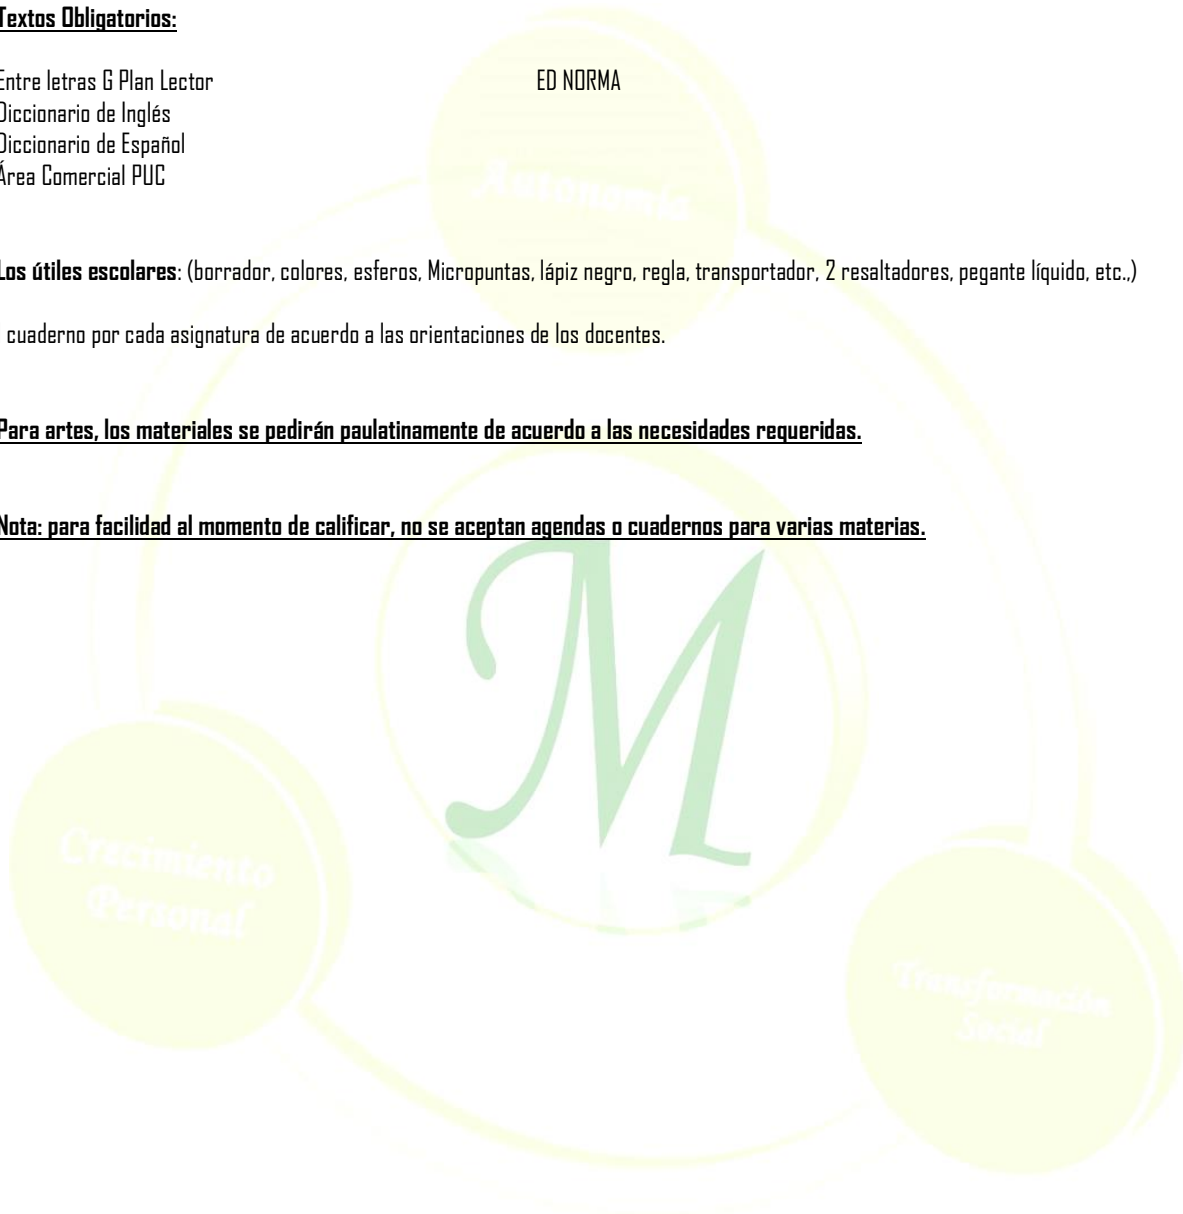 Textos Obligatorios:
Entre letras G Plan Lector ED NORMA
Diccionario de Inglés
Diccionario de Español
Área Comercial PUC
Los útiles escolares: (borrador, colores, esferos, Micropuntas, lápiz negro, regla, transportador, 2 resaltadores, pegante líquido, etc.,)
cuaderno por cada asignatura de acuerdo a las orientaciones de los docentes.
Para artes, los materiales se pedirán paulatinamente de acuerdo a las necesidades requeridas.
Nota: para facilidad al momento de calificar, no se aceptan agendas o cuadernos para varias materias.
Autonomía
M
Crecimiento
Personal
Transformación
Social